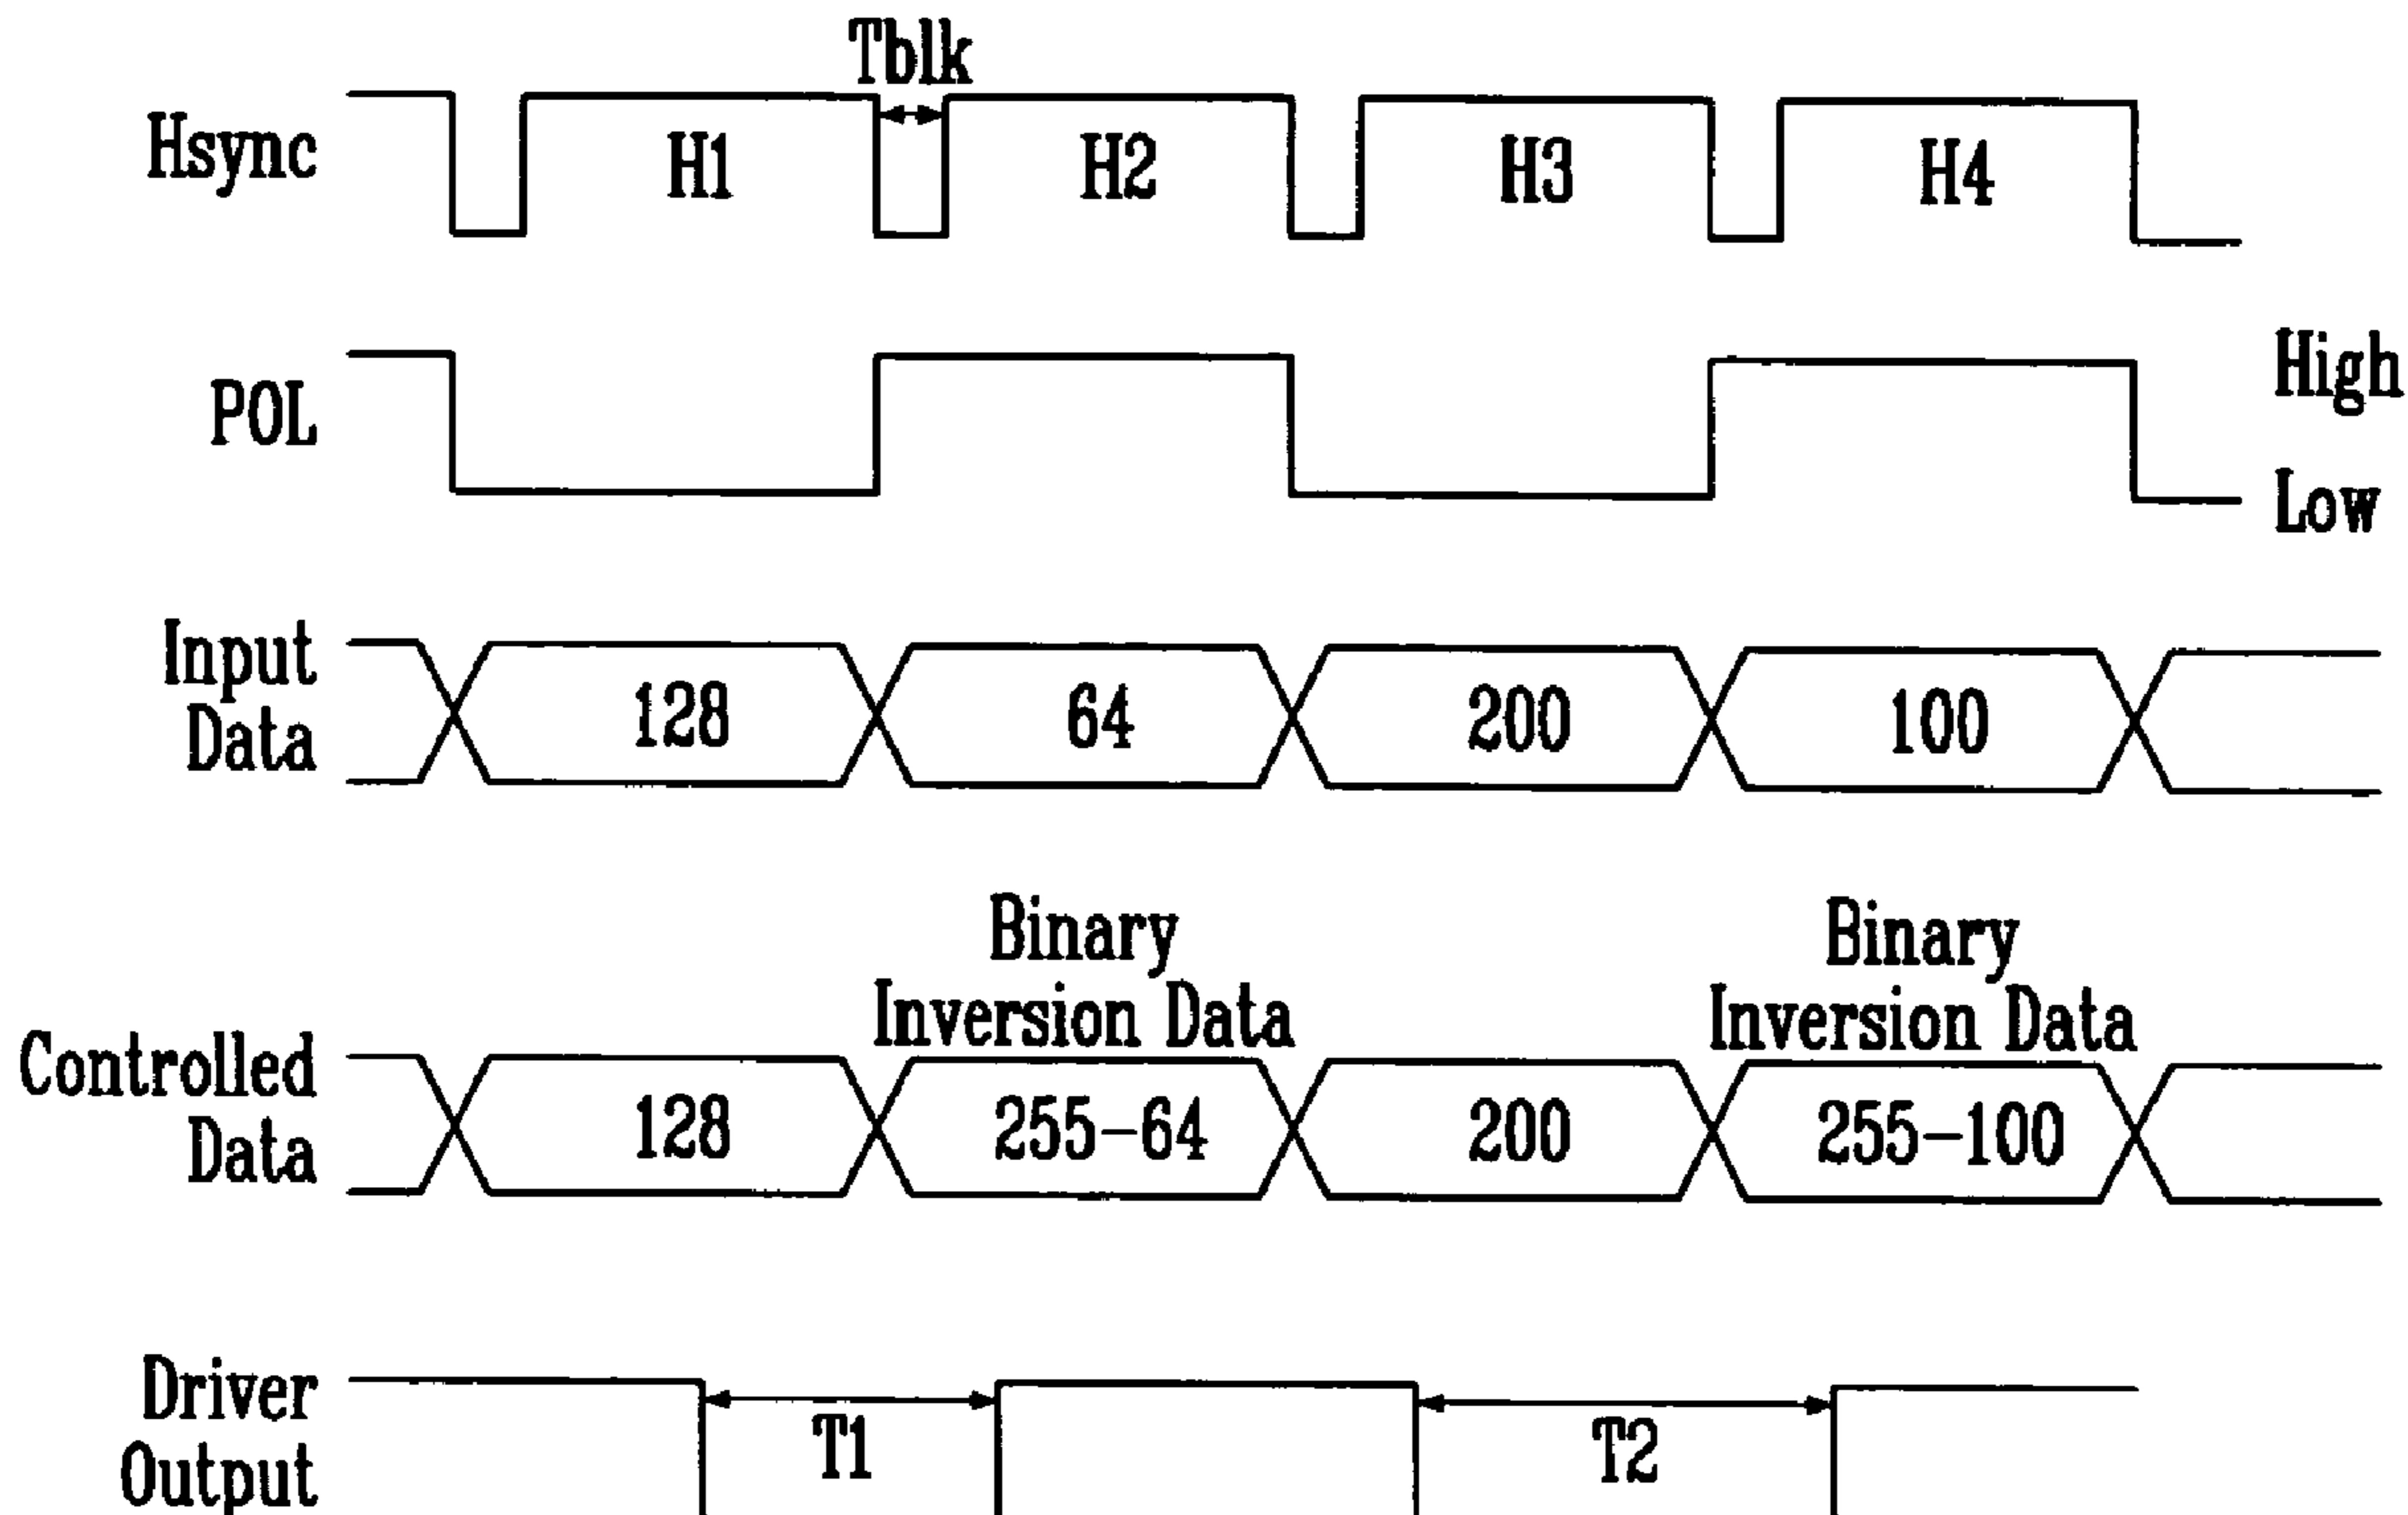 Tblk
Hsync
H1
H2
H3
H4
POL
High
Low
Input
Data
128
64
200
100
Binary
Inversion Data
Binary
Inversion Data
Controlled
Data
128
255-64
200
255-100
Driver
Output
T1
T2